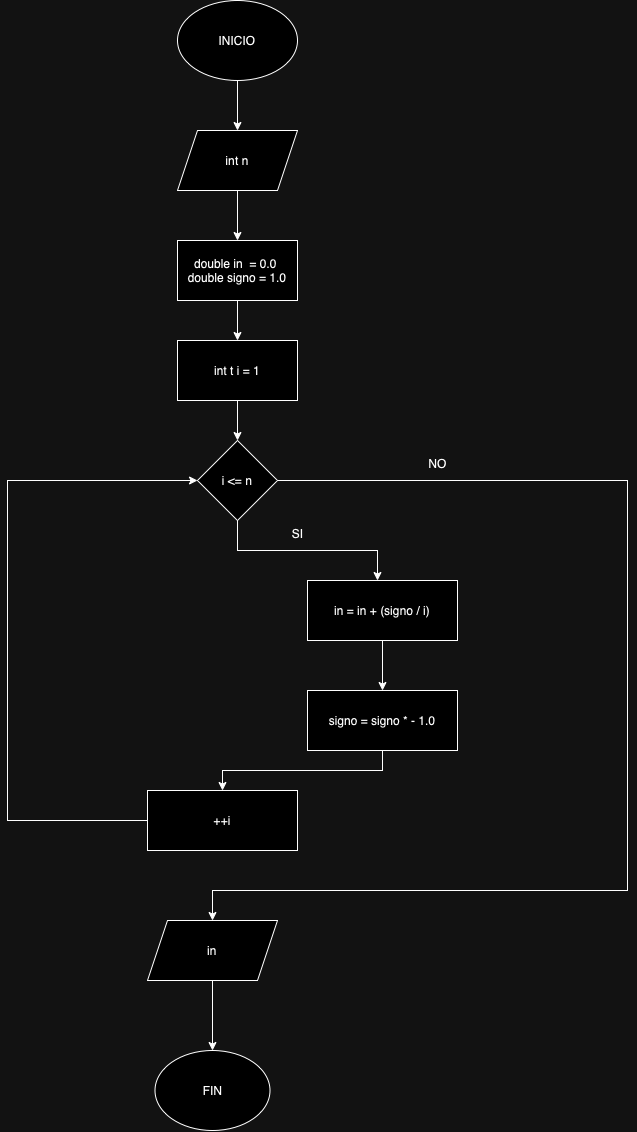 INICIO
int n
double in  = 0.0
double signo = 1.0
int t i = 1
i <= n
NO
SI
in = in + (signo / i)
signo = signo * - 1.0
++i
in
FIN